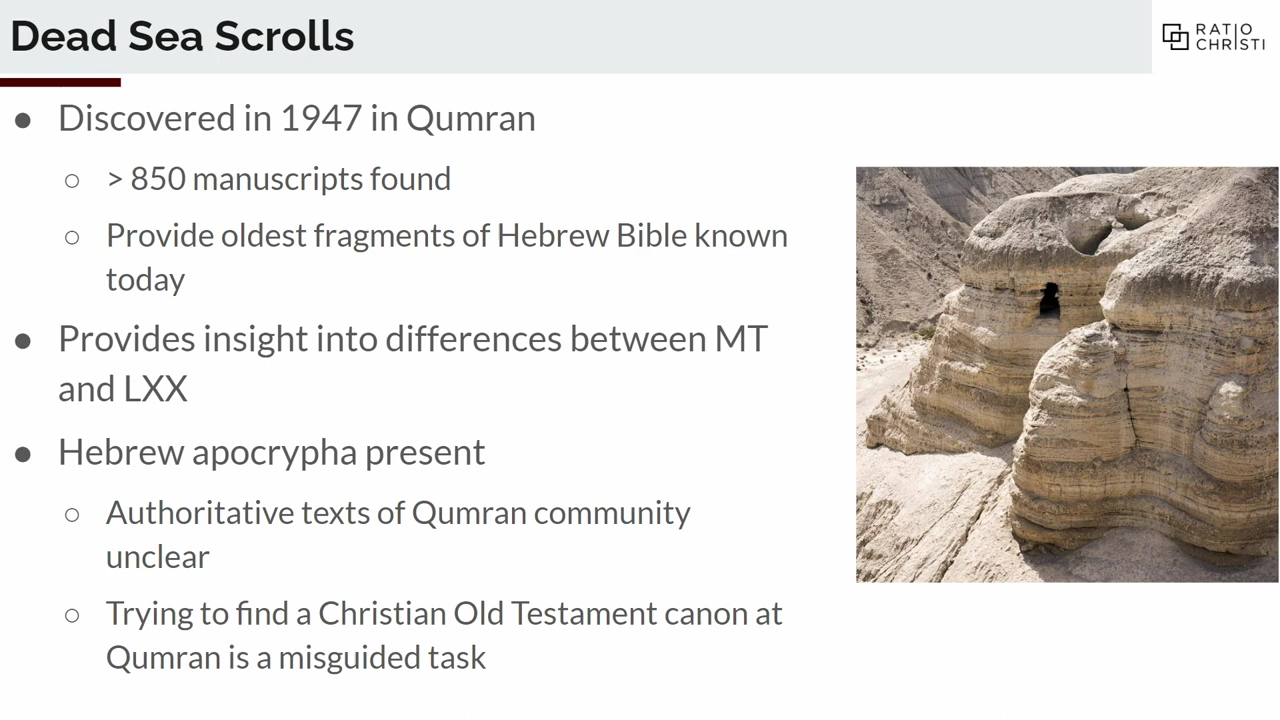 Dead Sea Scrolls
RATIO
CHRISTI
● Discovered in 1947 in Qumran
○ > 850 manuscripts found
○ Provide oldest fragments of Hebrew Bible known
today
● Provides insight into differences between MT
and LXX
● Hebrew apocrypha present
○ Authoritative texts of Qumran community
unclear
○ Trying to find a Christian Old Testament canon at
Qumran is a misguided task